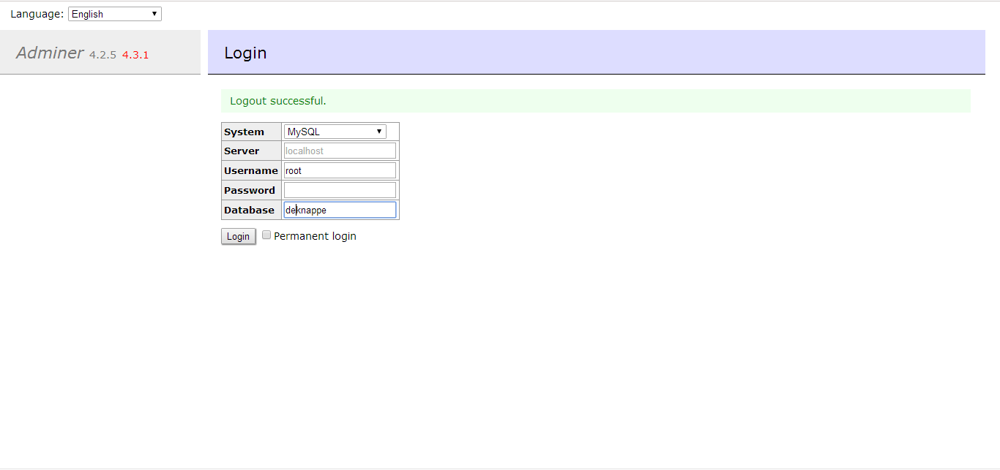 Language: English
Adminer 4.2.5 4.3.1
Login
Logout successful.
System MySQL
Server localhost
Username root
Password
Database deknappe
Login Permanent login